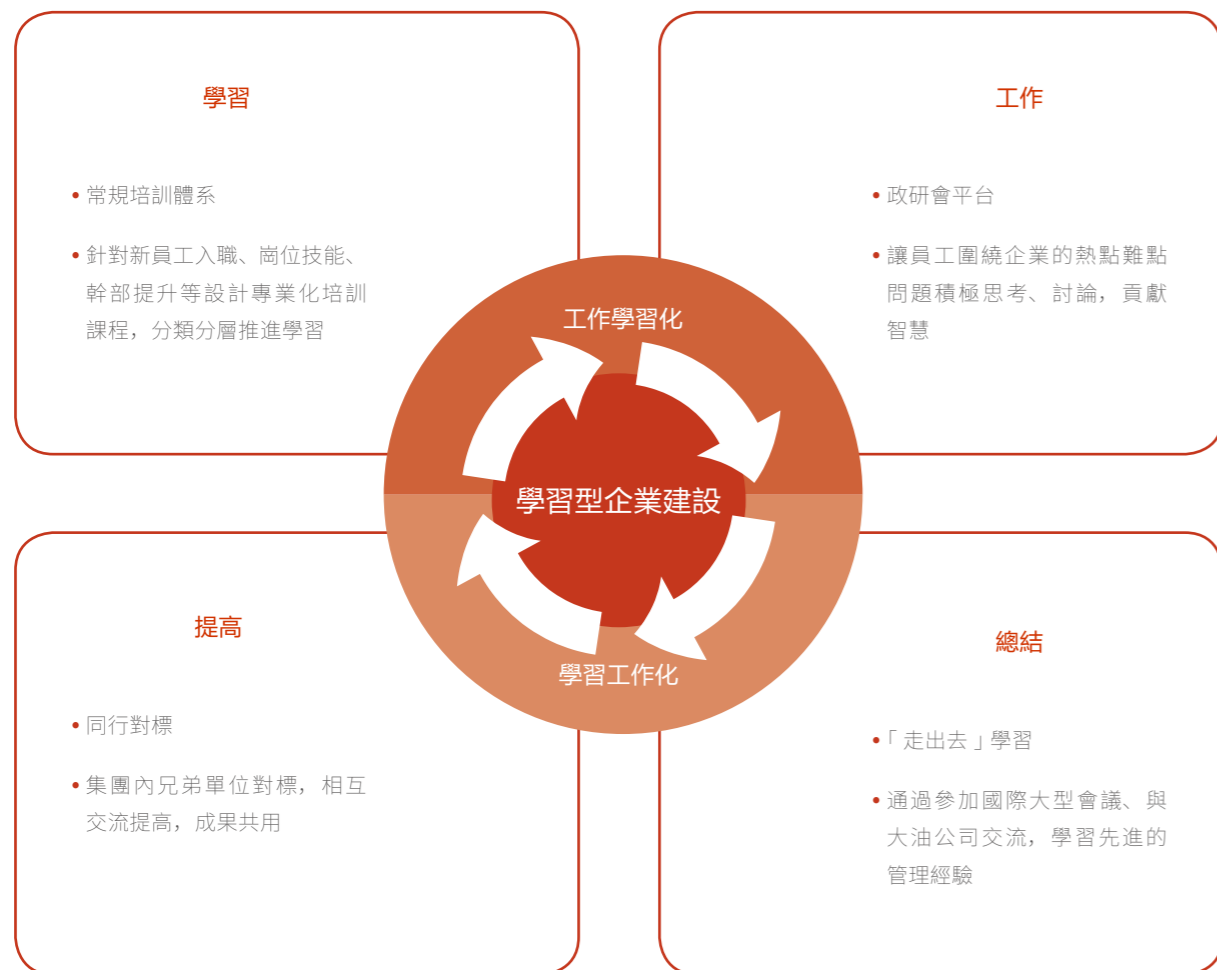 學習
• 常規培訓體系
• 針對新員工入職、崗位技能、
幹部提升等設計專業化培訓
課程，分類分層推進學習
工作
• 政研會平台
• 讓員工圍繞企業的熱點難點
問題積極思考、討論，貢獻
智慧
工作學習化
學習型企業建設
學習工作化
提高
• 同行對標
• 集團內兄弟單位對標，相互
交流提高，成果共用
總結
•「走出去」學習
• 通過參加國際大型會議、與
大油公司交流，學習先進的
管理經驗